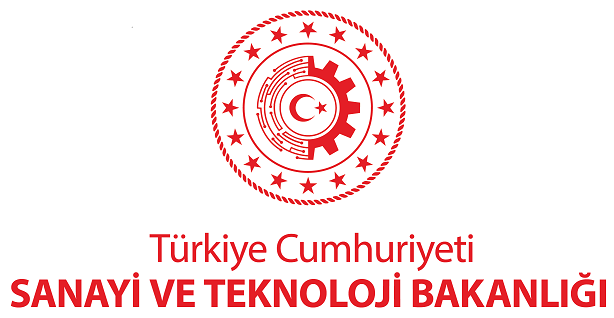 Türkiye Cumhuriyeti
SANAYİ VE TEKNOLOJİ BAKANLIĞI